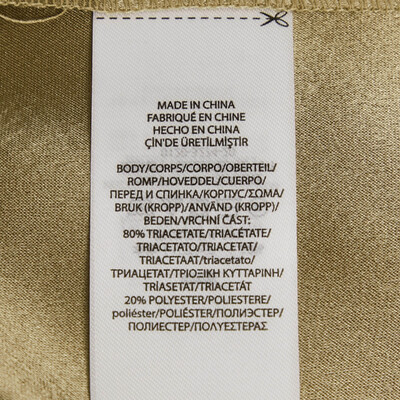 MADE IN CHINA
FABRIQUÉ EN CHINE
HECHO EN CHINA
ÇİN'DE ÜRETİLMİŞTİR
BODY/CORPS/CORPO/OBERTEIL/
ROMP/HOVEDDEL/CUERPO/
ПЕРЕД И СПИНКА/КОРПУС/ΣΩΜΑ/
BRUK (KROPP)/ANVÄND (KROPP)/
BEDEN/VRCHNÍ ČÁST:
80% TRIACETATE/TRIACÉTATE/
TRIACETATO/TRIACETAT/
TRIACETAAT/triacetato/
ТРИАЦЕТАТ/ΤΡΙΟΞΙΚΗ ΚΥΤΤΑΡΙΝΗ/
TRİASETAT/TRIACETÁT
20% POLYESTER/POLIESTERE/
poliéster/POLIÉSTER/POLİESTER/
ПОЛИЕСТЕР/ΠΟΛΥΕΣΤΕΡΑΣ